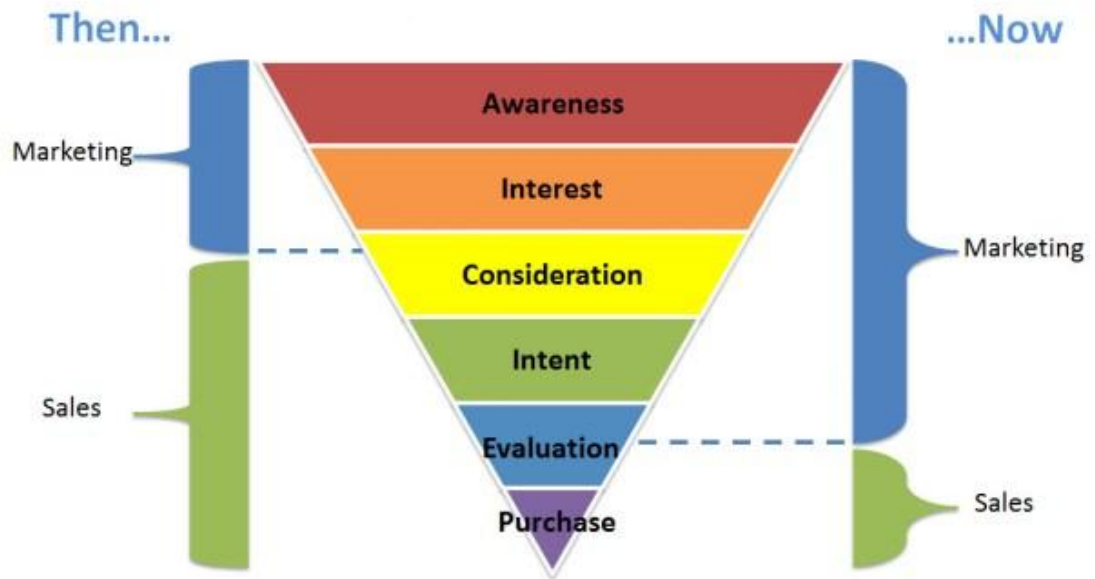 Then...
...Now
Awareness
Marketing
Interest
Marketing
Consideration
Intent
Sales
Evaluation
Sales
Purchase